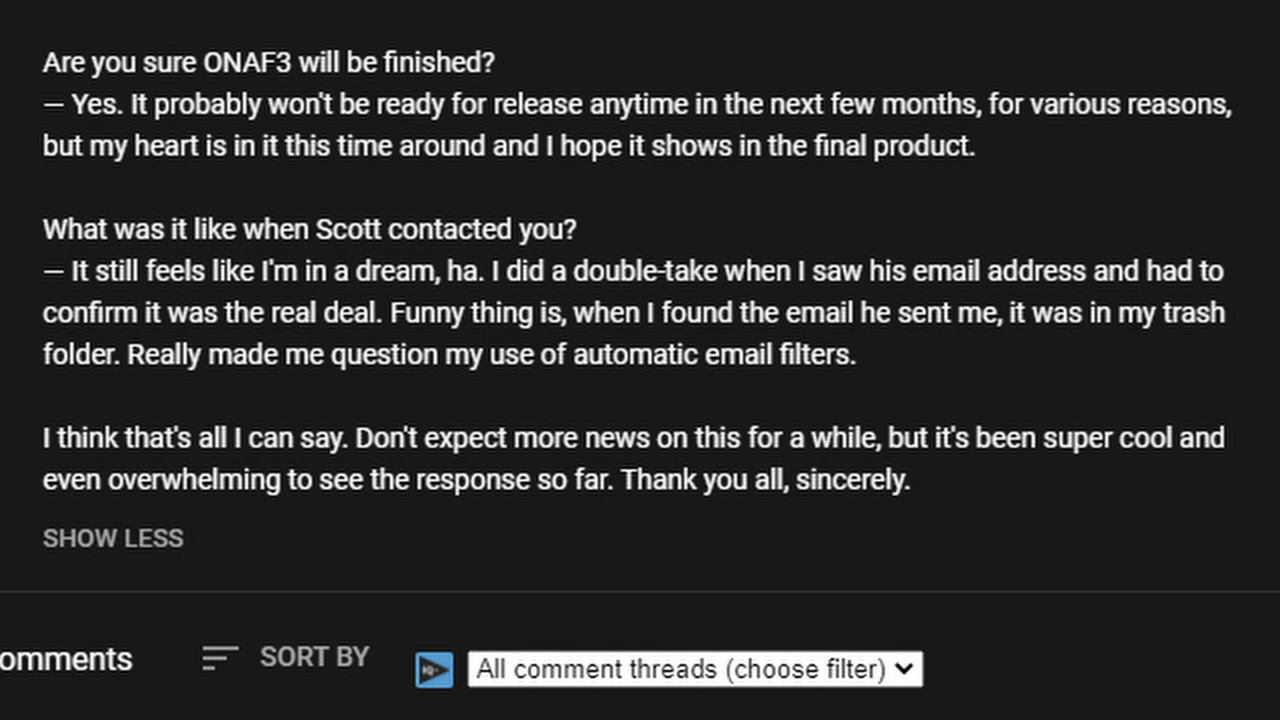 Are you sure ONAF3 will be finished?
— Yes. It probably won't be ready for release anytime in the next few months, for various reasons,
but my heart is in it this time around and I hope it shows in the final product.
What was it like when Scott contacted you?
— It still feels like I'm in a dream, ha. I did a double-take when I saw his email address and had to
confirm it was the real deal. Funny thing is, when I found the email he sent me, it was in my trash
folder. Really made me question my use of automatic email filters.
I think that's all I can say. Don't expect more news on this for a while, but it's been super cool and
even overwhelming to see the response so far. Thank you all, sincerely.
SHOW LESS
omments SORT BY All comment threads (choose filter)